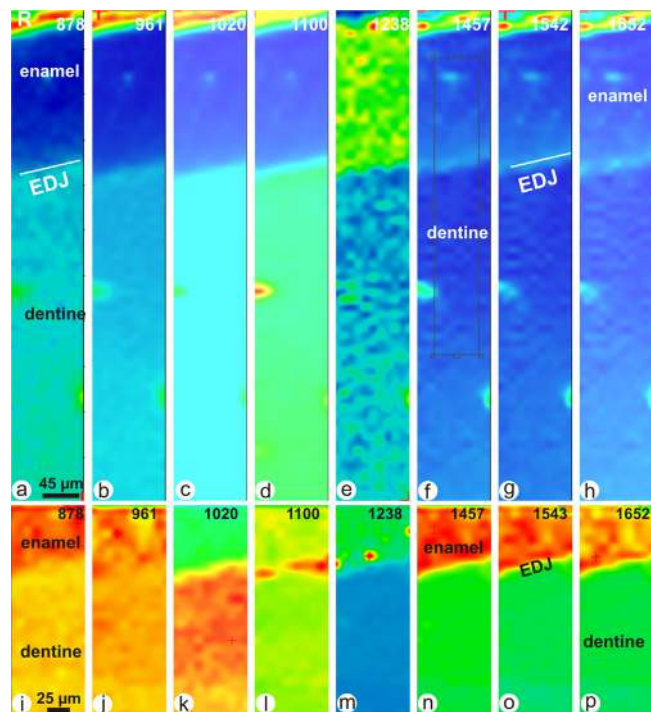 R 878 961 1020 1100 1238 1457 1542 1652
enamel enamel
EDJ EDJ
dentine
dentine
45 µm
a b c d e f g h
878 961 1020 1100 1238 1457 1543 1652
enamel enamel
EDJ
dentine dentine
25 µm
i j k l m n o p